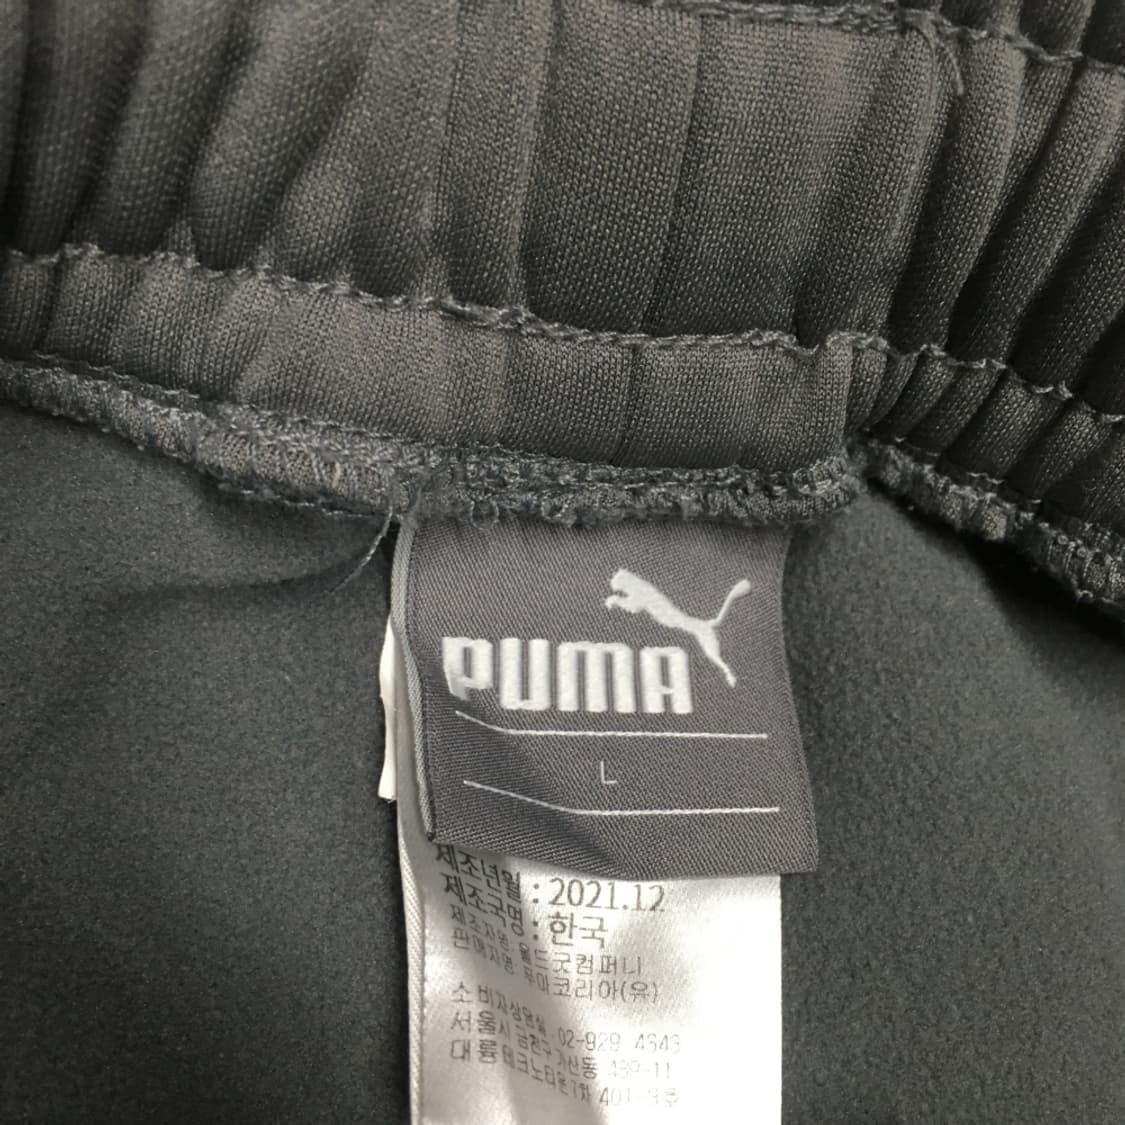 PUMA
L
제조년월 : 2021.12
제조국명 : 한국
제조자명 월드굿컴퍼니
판매자명 푸마코리아(유)
소비자상담실 02-929 4343
서울시 금천구 가산동 459-11
대륭테크노타운1차 401-3호